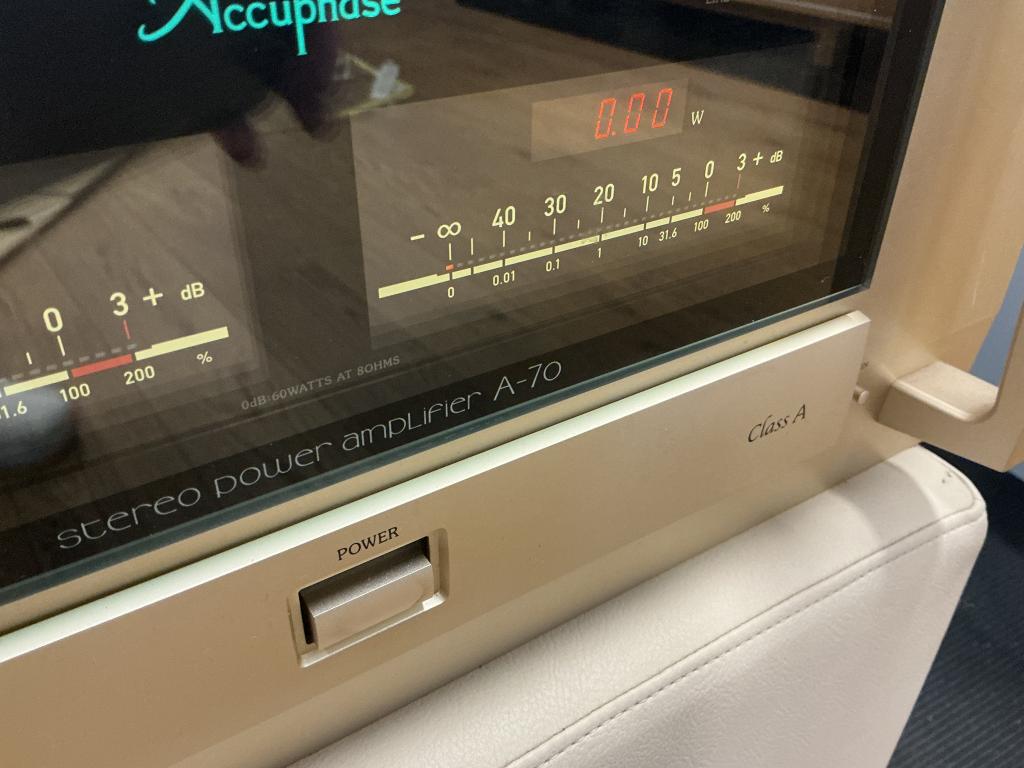 Accuphase
0.00 W
- ∞ 40 30 20 10 5 0 3 + dB
0 0.01 0.1 1 10 31.6 100 200 %
0 3 + dB
100 200 %
0dB:60WATTS AT 8OHMS
stereo power amplifier A-70
Class A
POWER